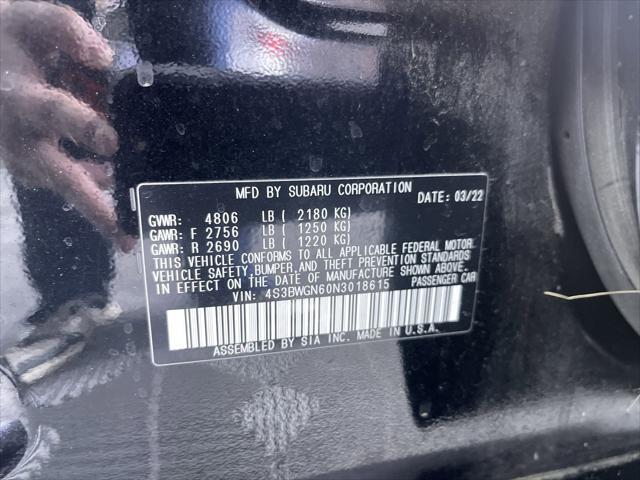 MFD BY SUBARU CORPORATION DATE: 03/22
GVWR: 4806 LB ( 2180 KG)
GAWR: F 2756 LB ( 1250 KG)
GAWR: R 2690 LB ( 1220 KG)
THIS VEHICLE CONFORMS TO ALL APPLICABLE FEDERAL MOTOR
VEHICLE SAFETY, BUMPER, AND THEFT PREVENTION STANDARDS
IN EFFECT ON THE DATE OF MANUFACTURE SHOWN ABOVE.
VIN: 4S3BWGN60N3018615 PASSENGER CAR
ASSEMBLED BY SIA INC. MADE IN U.S.A.